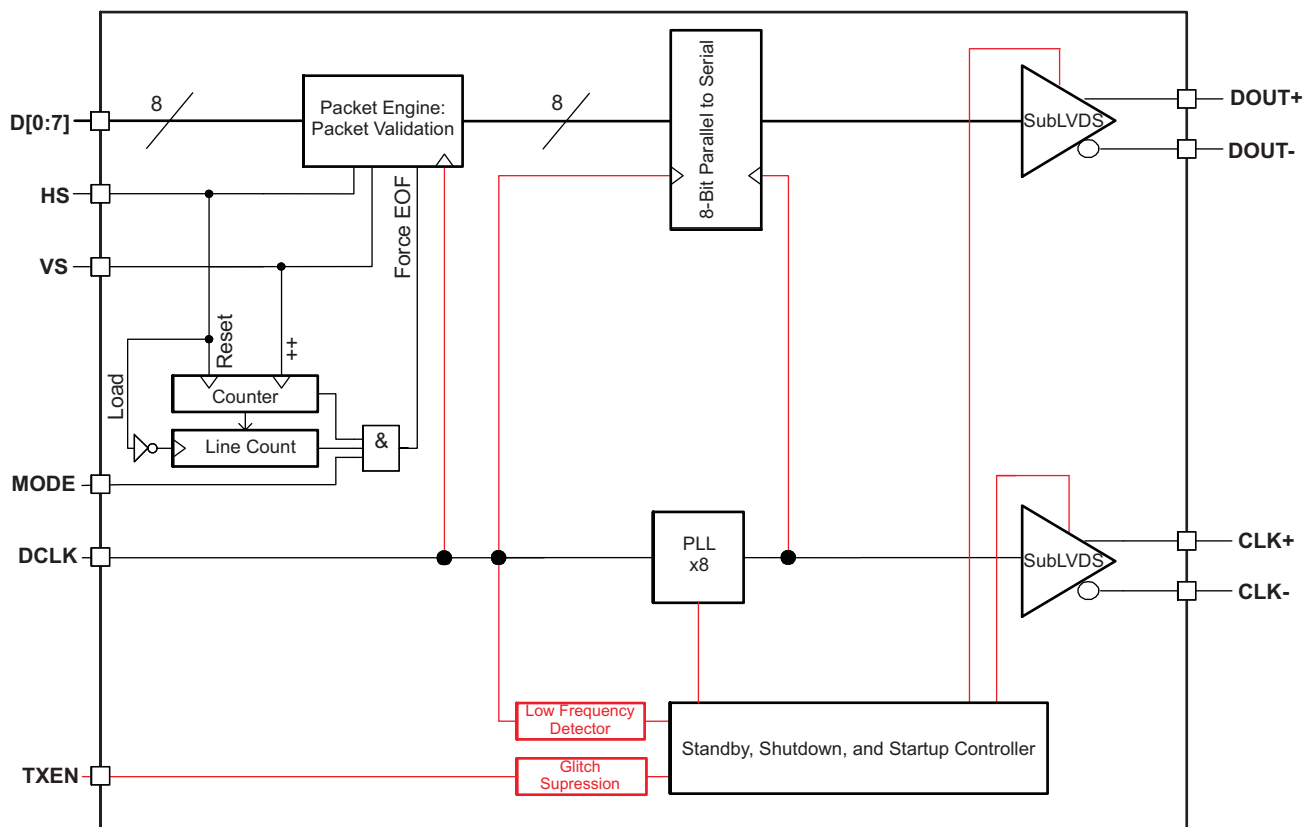 D[0:7]
8
Packet Engine:
Packet Validation
8
8-Bit Parallel to Serial
SubLVDS
DOUT+
DOUT-
HS
VS
Force EOF
Reset
++
Load
Counter
Line Count
&
MODE
DCLK
PLL
x8
SubLVDS
CLK+
CLK-
Low Frequency
Detector
Standby, Shutdown, and Startup Controller
TXEN
Glitch
Supression